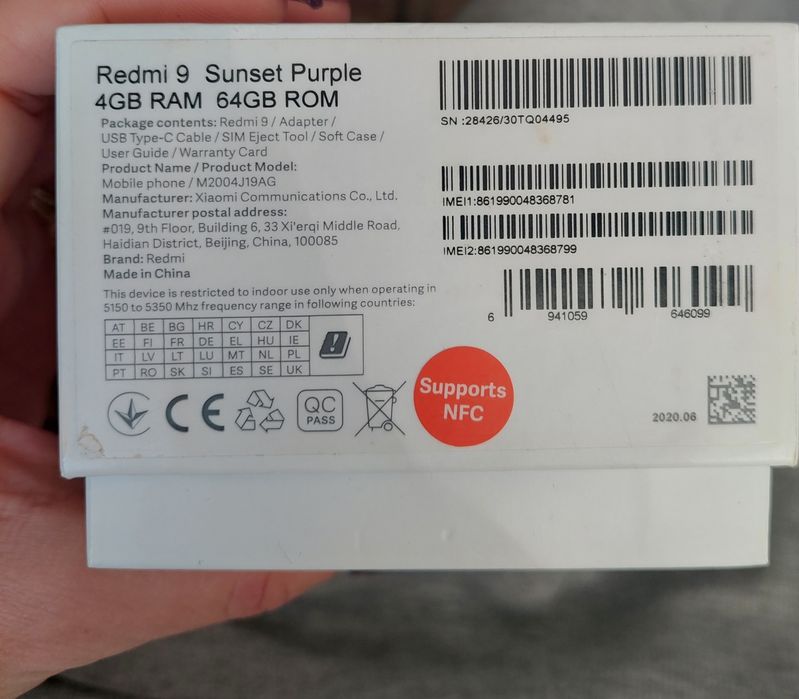 Redmi 9 Sunset Purple
4GB RAM 64GB ROM
Package contents: Redmi 9 / Adapter /
USB Type-C Cable / SIM Eject Tool / Soft Case /
User Guide / Warranty Card
Product Name / Product Model:
Mobile phone / M2004J19AG
Manufacturer: Xiaomi Communications Co., Ltd.
Manufacturer postal address:
#019, 9th Floor, Building 6, 33 Xi'erqi Middle Road,
Haidian District, Beijing, China, 100085
Brand: Redmi
Made in China
This device is restricted to indoor use only when operating in
5150 to 5350 Mhz frequency range in following countries:
AT BE BG HR CY CZ DK
EE FI FR DE EL HU IE
IT LV LT LU MT NL PL
PT RO SK SI ES SE UK
CE
QC
PASS
Supports
NFC
SN :28426/30TQ04495
IMEI1:861990048368781
IMEI2:861990048368799
6 941059 646099
2020.06